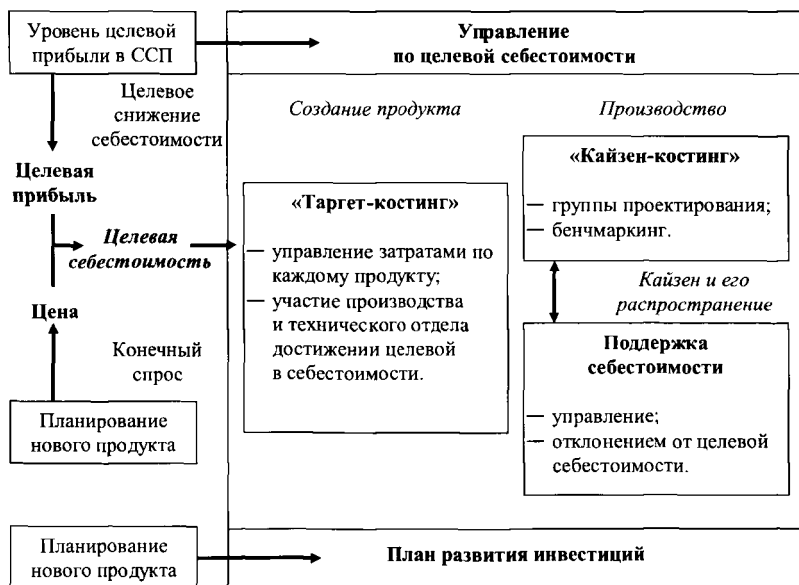 Уровень целевой
прибыли в ССП
Управление
по целевой себестоимости
Целевое
снижение
себестоимости
Создание продукта
Производство
Целевая
прибыль
«Кайзен-костинг»
— группы проектирования;
— бенчмаркинг.
«Таргет-костинг»
— управление затратами по
каждому продукту;
— участие производства
и технического отдела
достижении целевой
в себестоимости.
Целевая
себестоимость
Кайзен и его
распространение
Цена
Конечный
спрос
Поддержка
себестоимости
— управление;
— отклонением от целевой
себестоимости.
Планирование
нового продукта
Планирование
нового продукта
План развития инвестиций